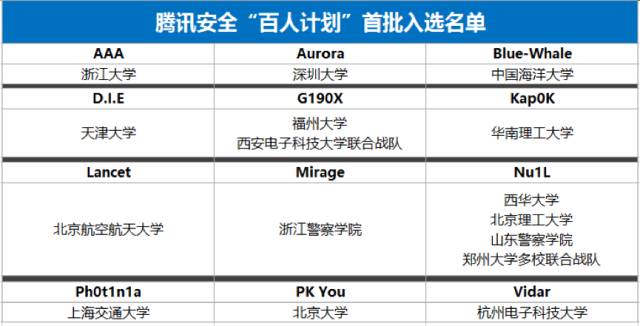 腾讯安全“百人计划”首批入选名单
AAA Aurora Blue-Whale
浙江大学 深圳大学 中国海洋大学
D.I.E G190X Kap0K
天津大学 福州大学 西安电子科技大学联合战队 华南理工大学
Lancet Mirage Nu1L
北京航空航天大学 浙江警察学院 西华大学 北京理工大学 山东警察学院 郑州大学多校联合战队
Ph0t1n1a PK You Vidar
上海交通大学 北京大学 杭州电子科技大学